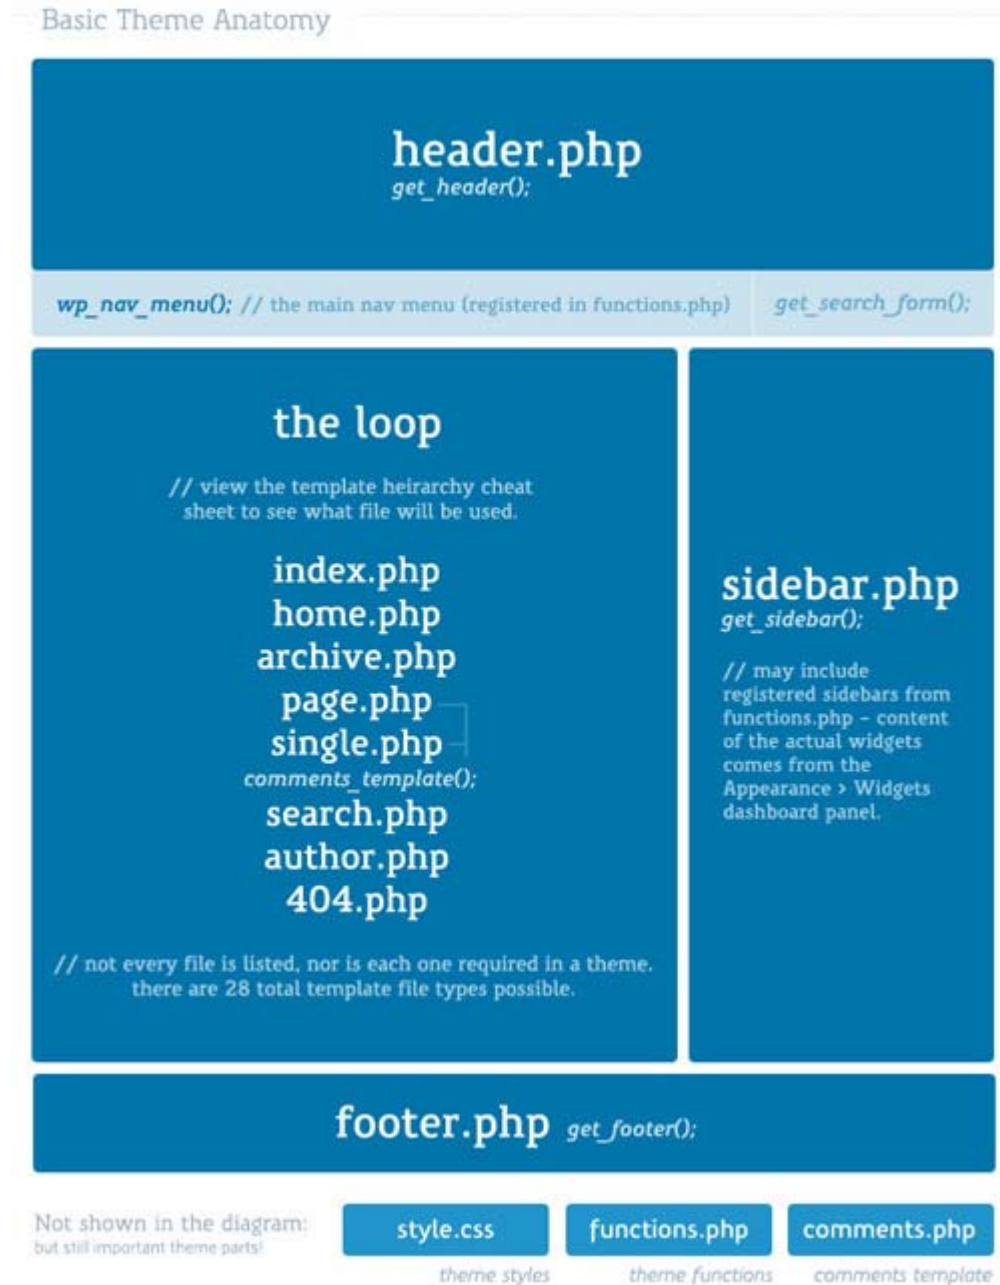 Basic Theme Anatomy
header.php
get_header();
wp_nav_menu(); // the main nav menu (registered in functions.php)
get_search_form();
the loop
// view the template heirarchy cheat
sheet to see what file will be used.
index.php
home.php
archive.php
page.php
single.php
comments_template();
search.php
author.php
404.php
// not every file is listed, nor is each one required in a theme.
there are 28 total template file types possible.
sidebar.php
get_sidebar();
// may include
registered sidebars from
functions.php – content
of the actual widgets
comes from the
Appearance > Widgets
dashboard panel.
footer.php get_footer();
Not shown in the diagram:
but still important theme parts!
style.css
theme styles
functions.php
theme functions
comments.php
comments template